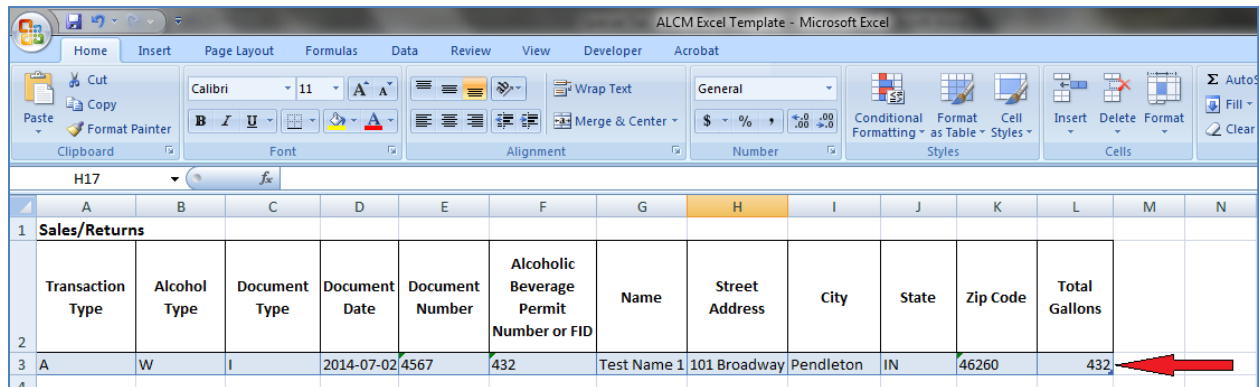 ALCM Excel Template - Microsoft Excel
Home Insert Page Layout Formulas Data Review View Developer Acrobat
Paste
Cut
Copy
Format Painter
Clipboard
Calibri 11 A A
B I U A
Font
Wrap Text
Merge & Center
Alignment
General
$ % , .0 .00 .00 .0
Number
Conditional Formatting
Format as Table
Cell Styles
Styles
Insert Delete Format
Cells
Σ AutoS
Fill
Clear
H17 fx
A B C D E F G H I J K L M N
1 Sales/Returns
2 Transaction Type
Alcohol Type
Document Type
Document Date
Document Number
Alcoholic Beverage Permit Number or FID
Name
Street Address
City
State
Zip Code
Total Gallons
3 A W I 2014-07-02 4567 432 Test Name 1 101 Broadway Pendleton IN 46260 432